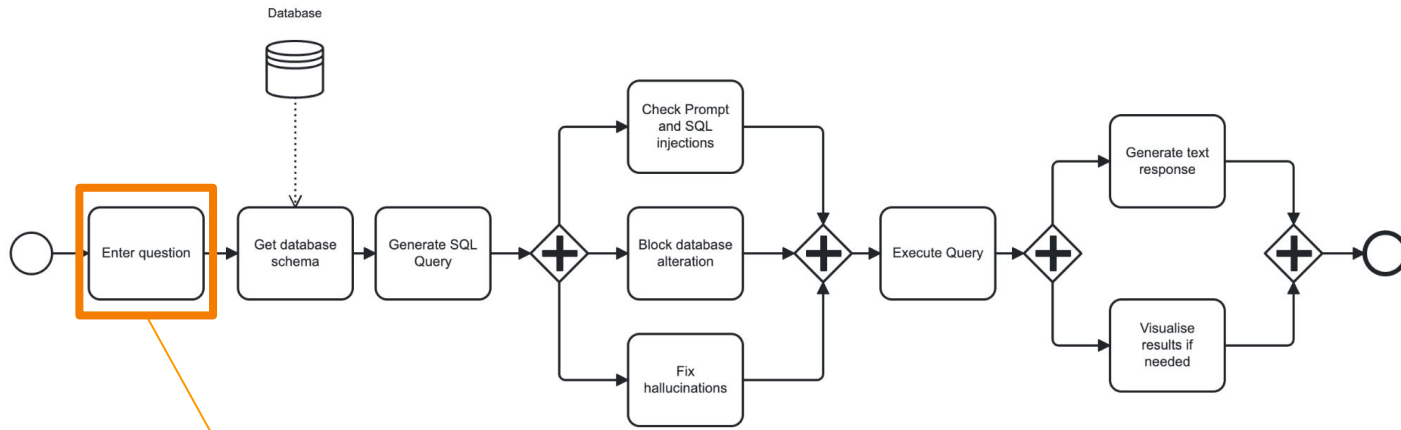 Database
Enter question
Get database
schema
Generate SQL
Query
Check Prompt
and SQL
injections
Block database
alteration
Fix
hallucinations
Execute Query
Generate text
response
Visualise
results if
needed